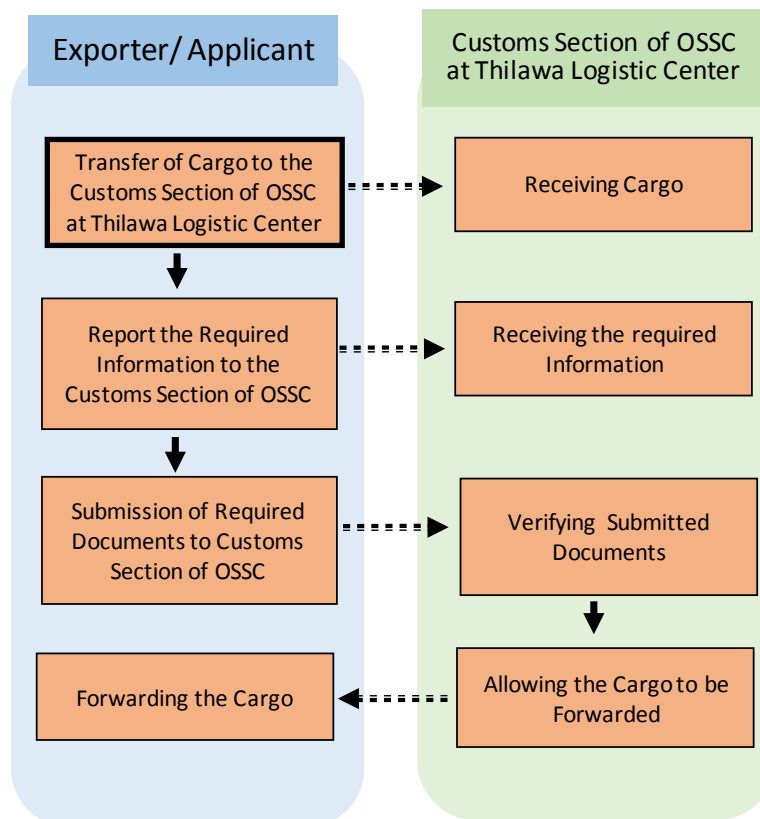 Exporter/ Applicant
Customs Section of OSSC
at Thilawa Logistic Center
Transfer of Cargo to the
Customs Section of OSSC
at Thilawa Logistic Center
Receiving Cargo
Report the Required
Information to the
Customs Section of OSSC
Receiving the required
Information
Submission of Required
Documents to Customs
Section of OSSC
Verifying Submitted
Documents
Forwarding the Cargo
Allowing the Cargo to be
Forwarded